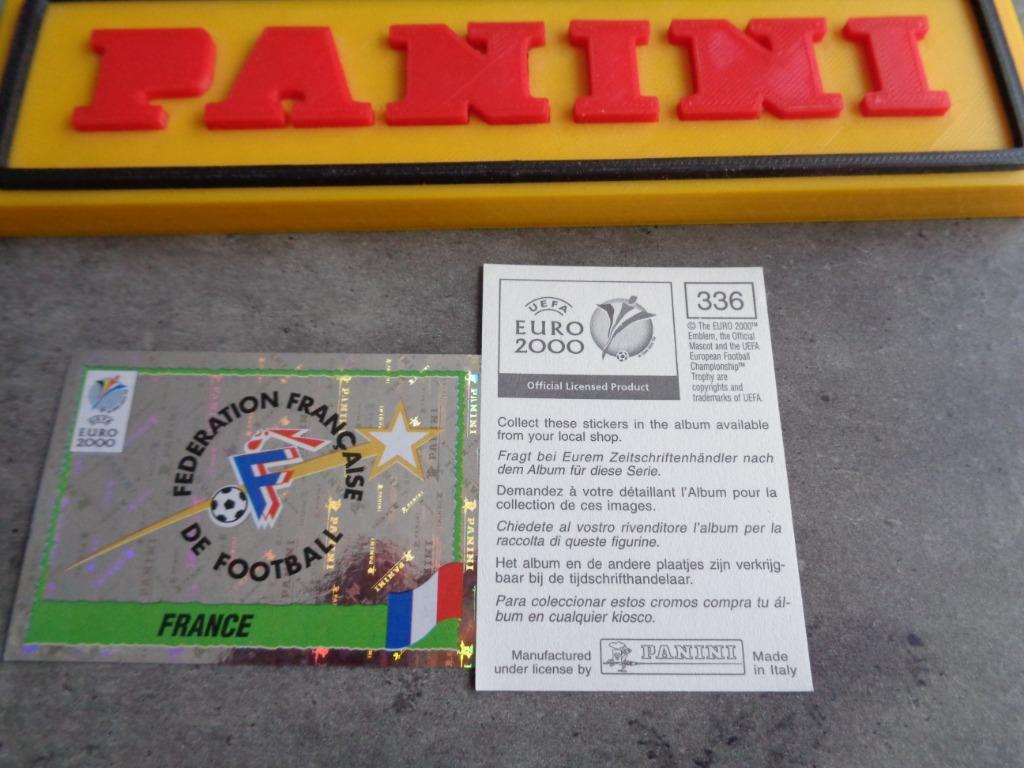 PANINI
UEFA
EURO
2000
FEDERATION FRANÇAISE
DE FOOTBALL
F
FRANCE
PANINI
PANINI
PANINI
UEFA
EURO
2000
Official Licensed Product
336
© The EURO 2000™
Emblem, the Official
Mascot and the UEFA
European Football
Championship™
Trophy are
copyrights and
trademarks of UEFA.
Collect these stickers in the album available
from your local shop.
Fragt bei Eurem Zeitschriftenhändler nach
dem Album für diese Serie.
Demandez à votre détaillant l'Album pour la
collection de ces images.
Chiedete al vostro rivenditore l'album per la
raccolta di queste figurine.
Het album en de andere plaatjes zijn verkrijg-
baar bij de tijdschrifthandelaar.
Para coleccionar estos cromos compra tu ál-
bum en cualquier kiosco.
Manufactured
under license by
PANINI
Made
in Italy